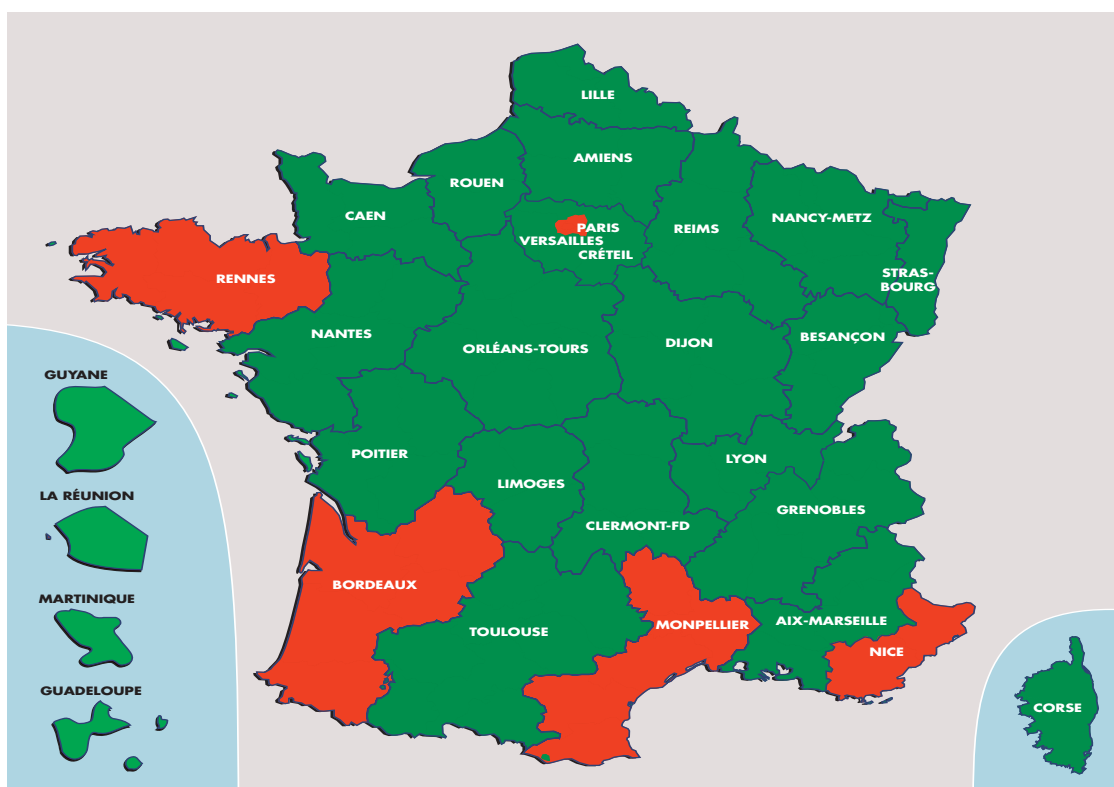 LILLE
AMIENS
ROUEN
CAEN
PARIS
VERSAILLES
CRÉTEIL
REIMS
NANCY-METZ
STRAS-
BOURG
RENNES
NANTES
ORLÉANS-TOURS
DIJON
BESANÇON
GUYANE
POITIER
LIMOGES
LYON
CLERMONT-FD
GRENOBLES
LA RÉUNION
BORDEAUX
TOULOUSE
MONPELLIER
AIX-MARSEILLE
NICE
MARTINIQUE
GUADELOUPE
CORSE